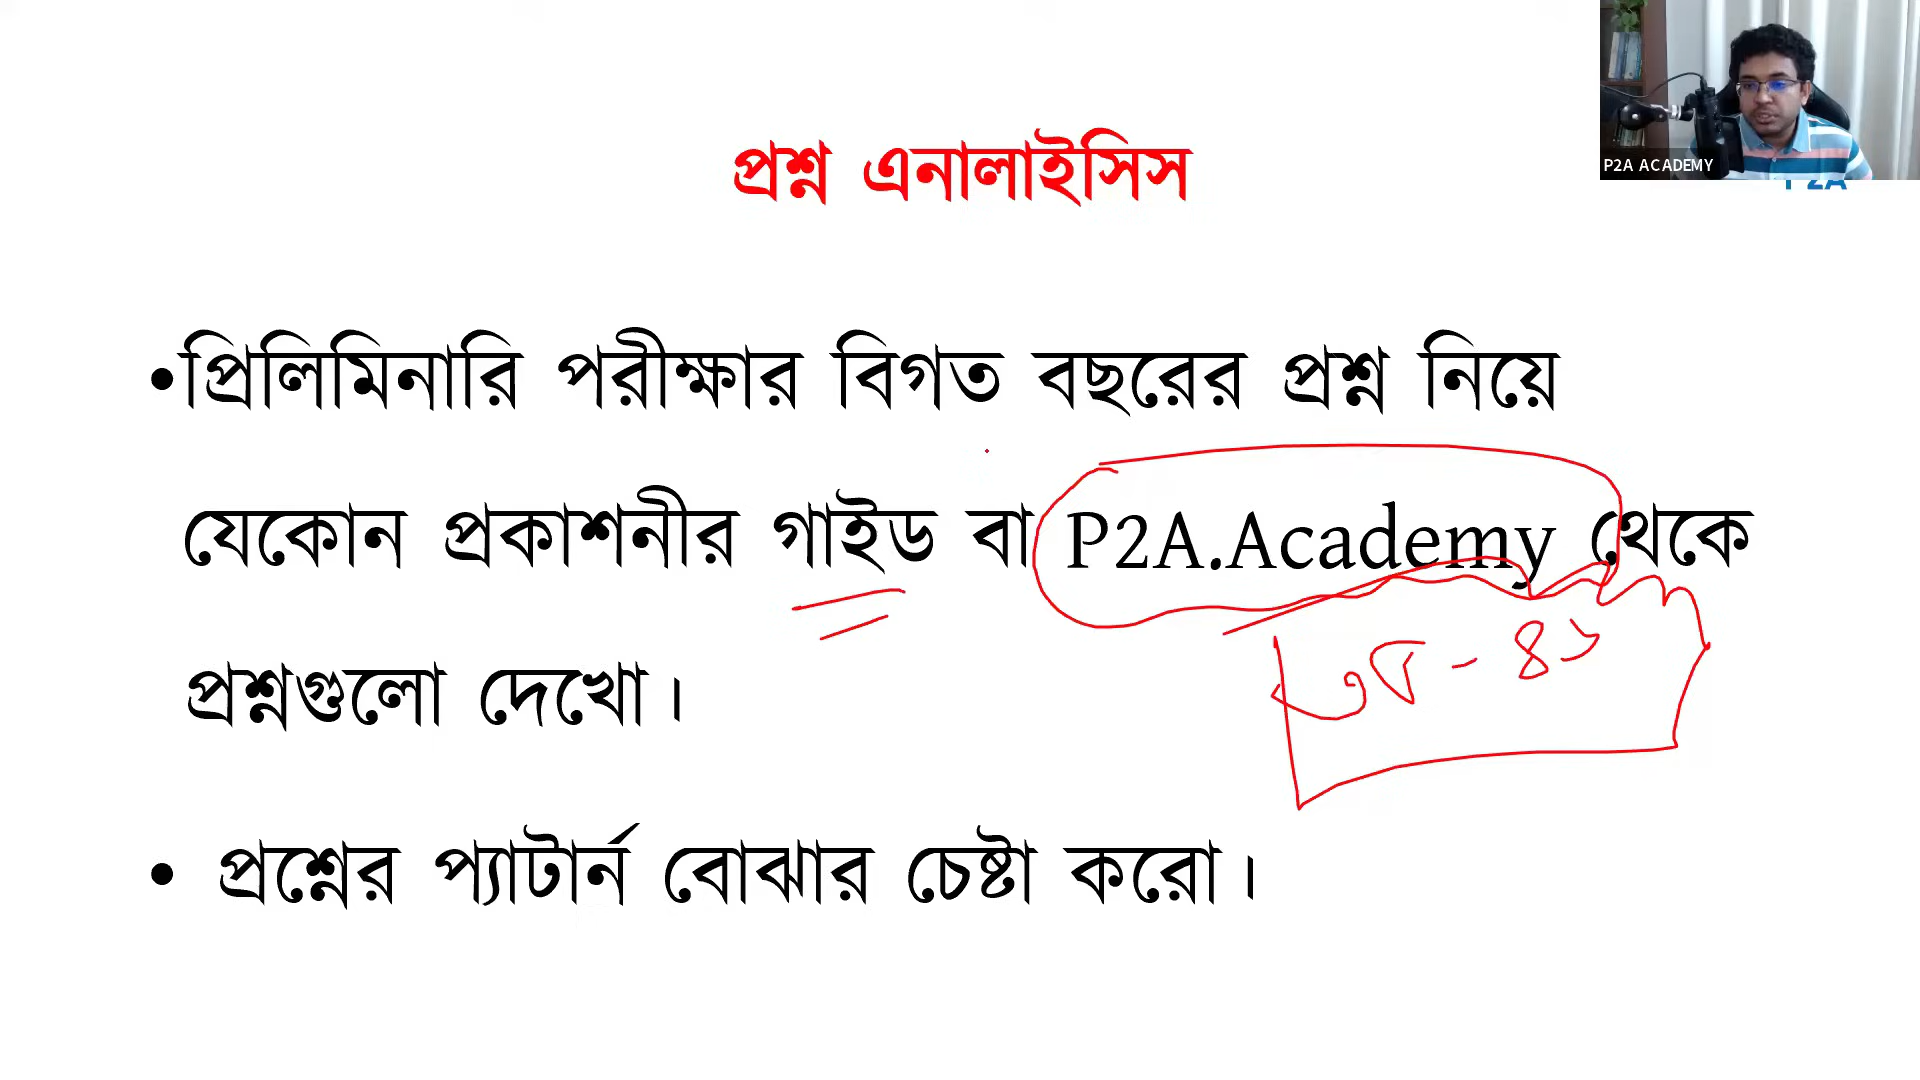 P2A ACADEMY
প্রশ্ন এনালাইসিস
•প্রিলিমিনারি পরীক্ষার বিগত বছরের প্রশ্ন নিয়ে
যেকোন প্রকাশনীর গাইড বা P2A.Academy থেকে
প্রশ্নগুলো দেখো।
• প্রশ্নের প্যাটার্ন বোঝার চেষ্টা করো।